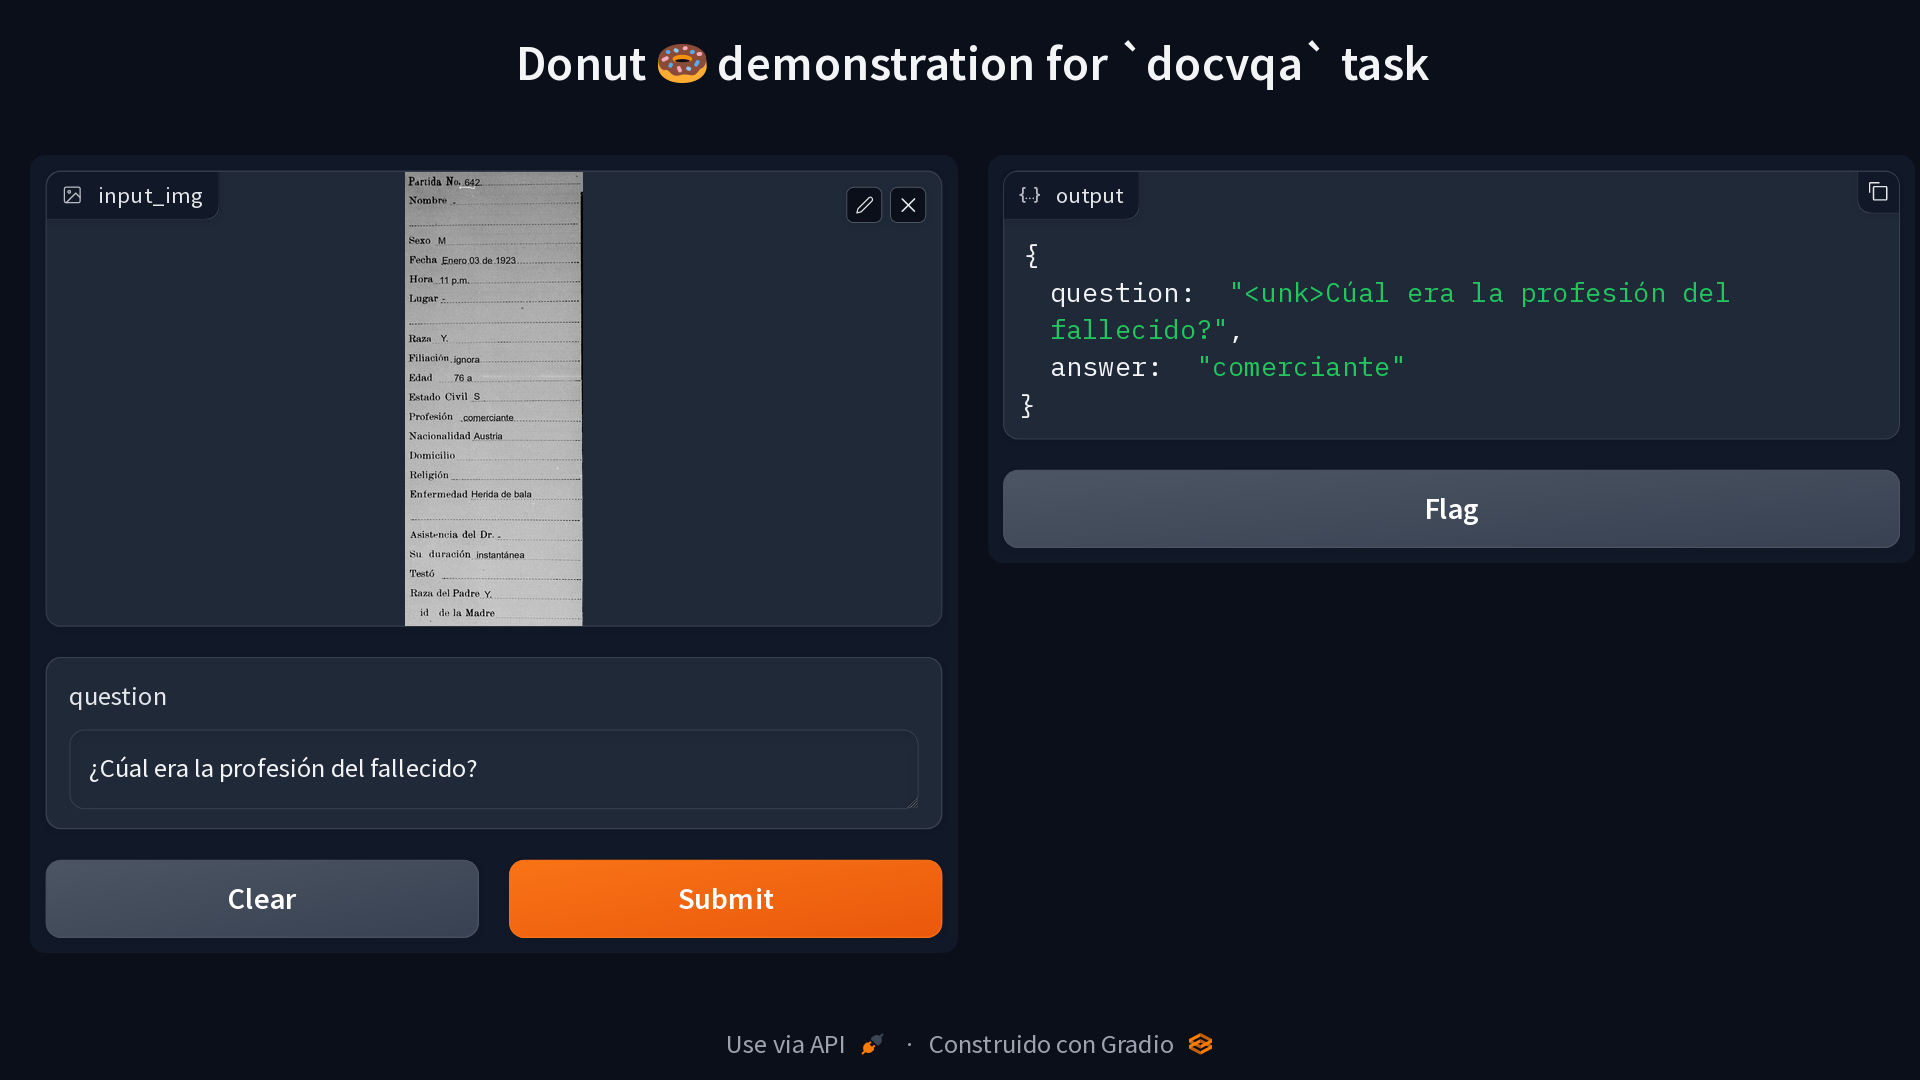 Donut 🍩 demonstration for `docvqa` task
input_img
Partida No. 642.
Nombre -
Sexo M
Fecha Enero 03 de 1923
Hora 11 p.m.
Lugar -
Raza Y.
Filiación ignora
Edad 76 a
Estado Civil S
Profesión comerciante
Nacionalidad Austria
Domicilio
Religión
Enfermedad Herida de bala
Asistencia del Dr. -
Su duración instantánea
Testó
Raza del Padre Y.
id de la Madre
question
¿Cúal era la profesión del fallecido?
Clear
Submit
output
{
question: "<unk>Cúal era la profesión del
fallecido?",
answer: "comerciante"
}
Flag
Use via API · Construido con Gradio